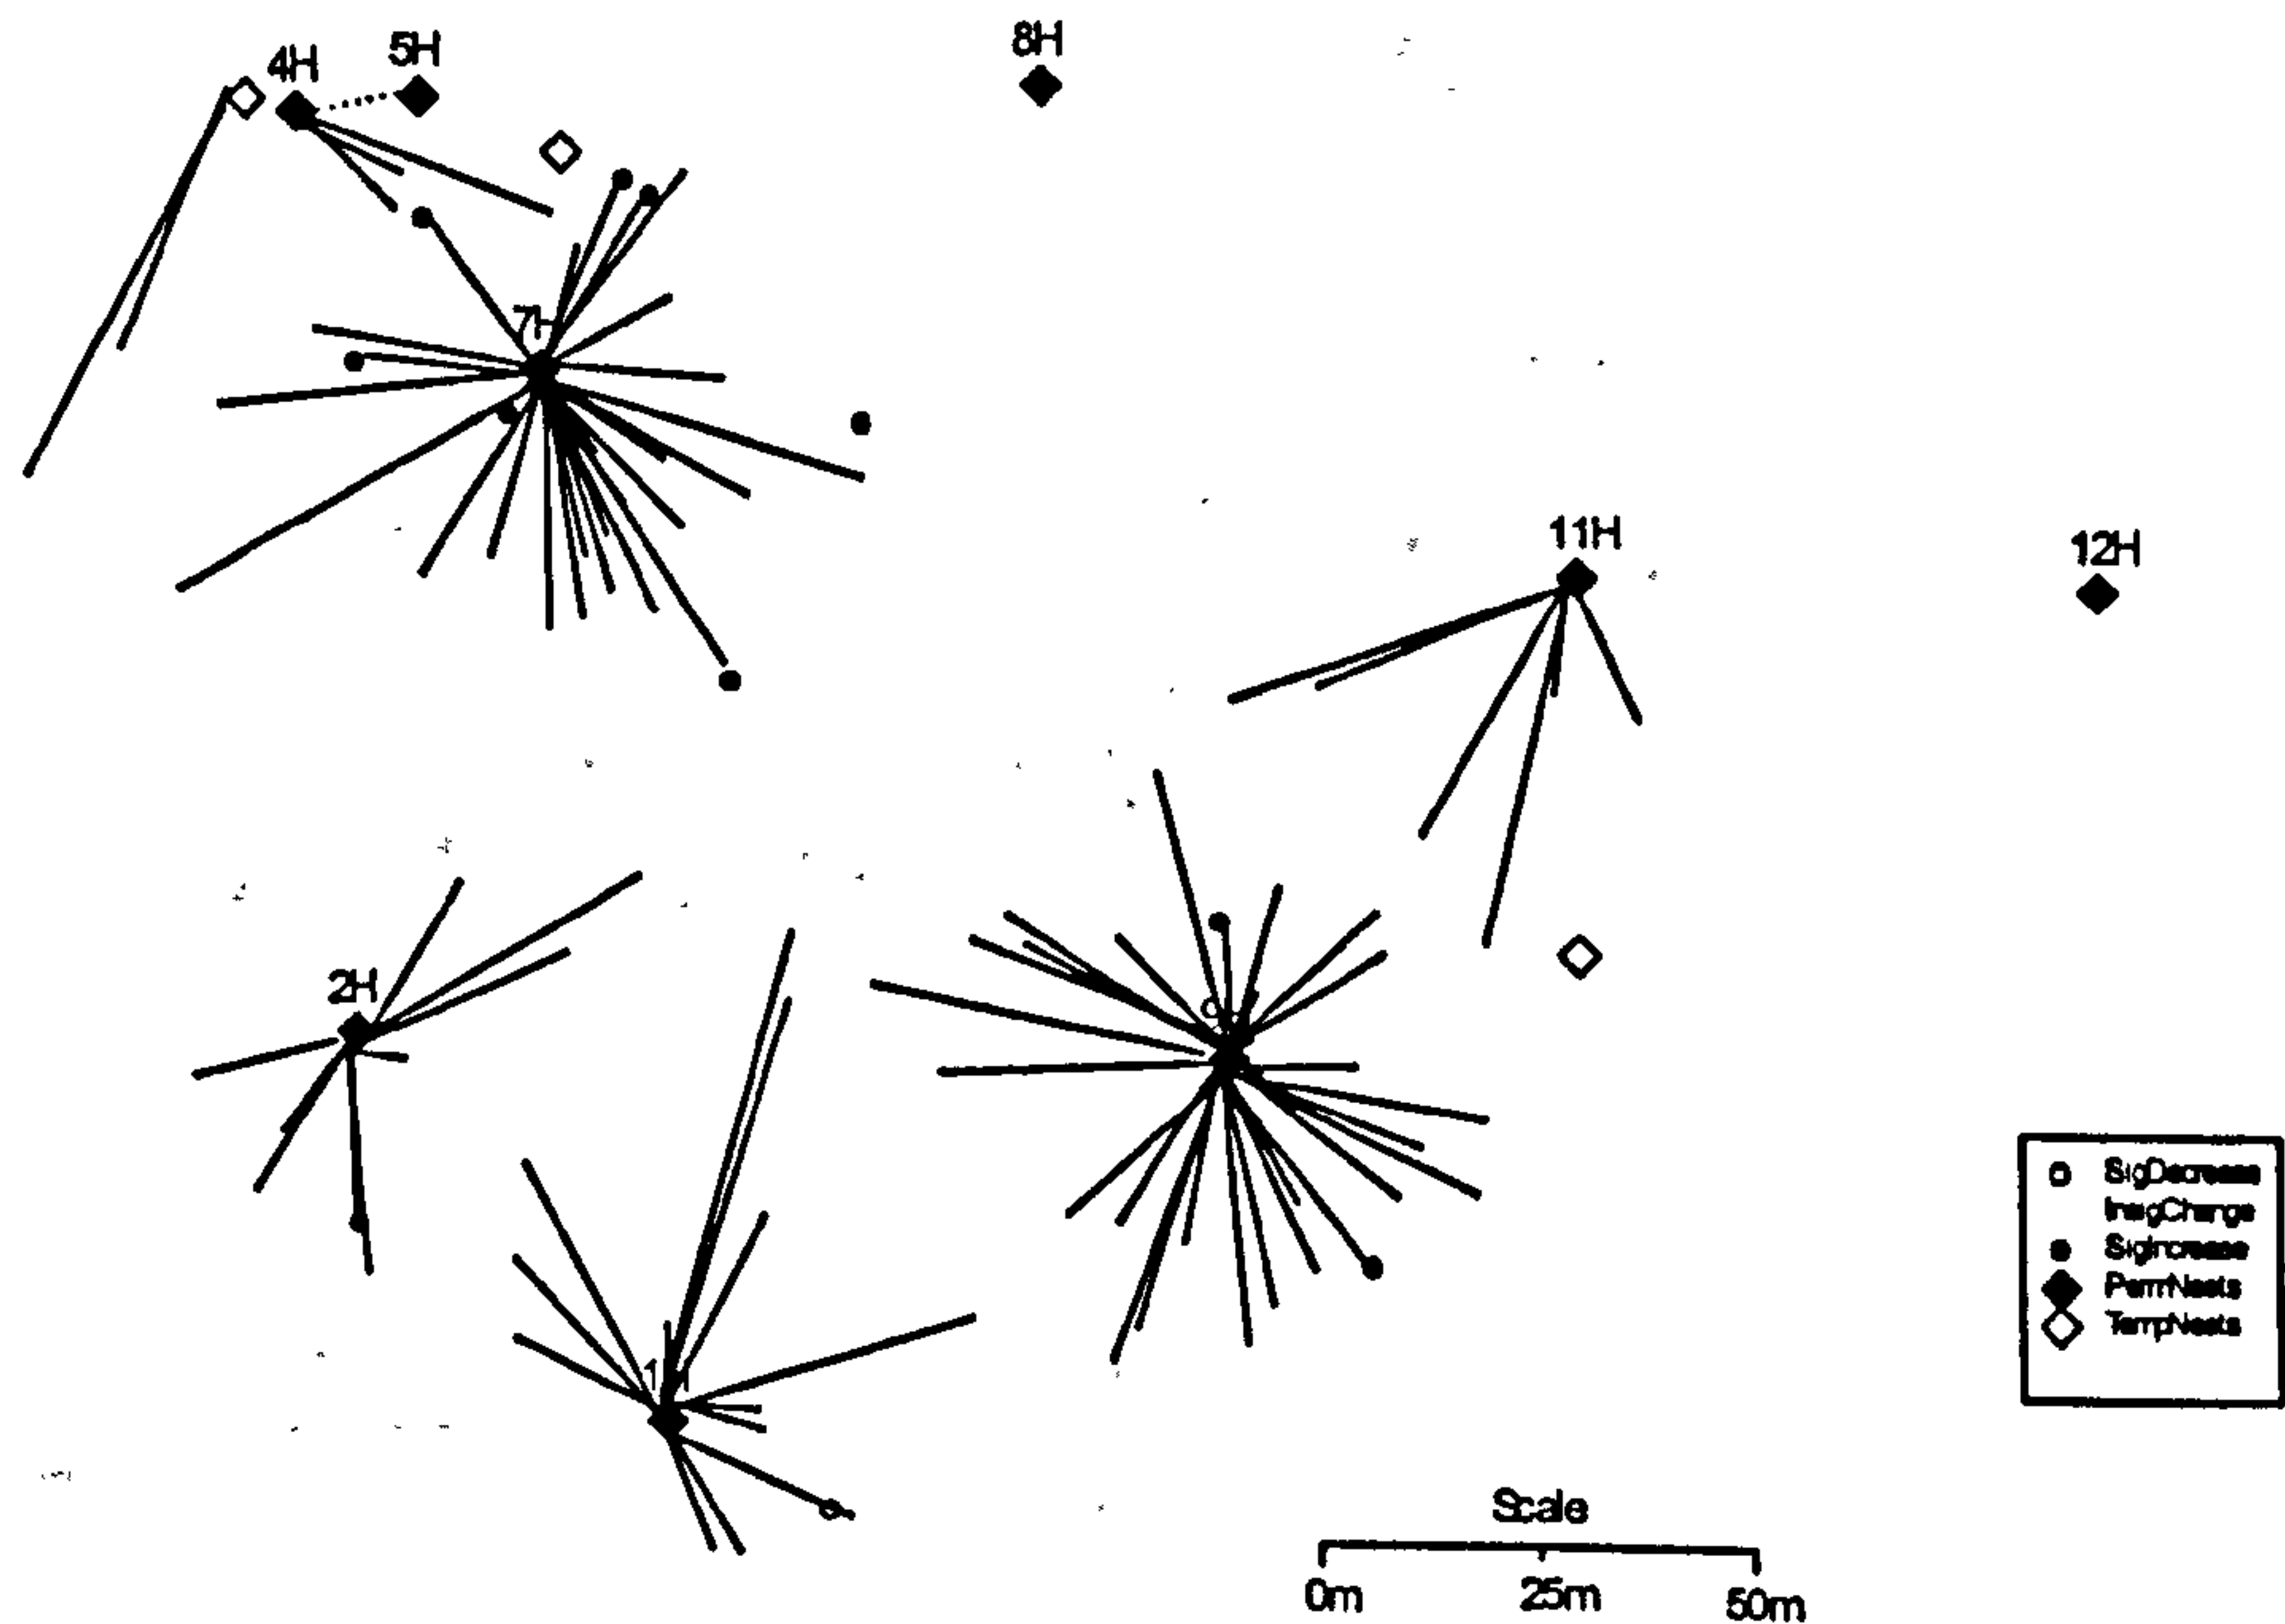 4H
5H
8H
7H
11H
12H
2H
SigDecrease
InsigChange
SigIncrease
PermNests
TempNests
Scale
0m
25m
50m